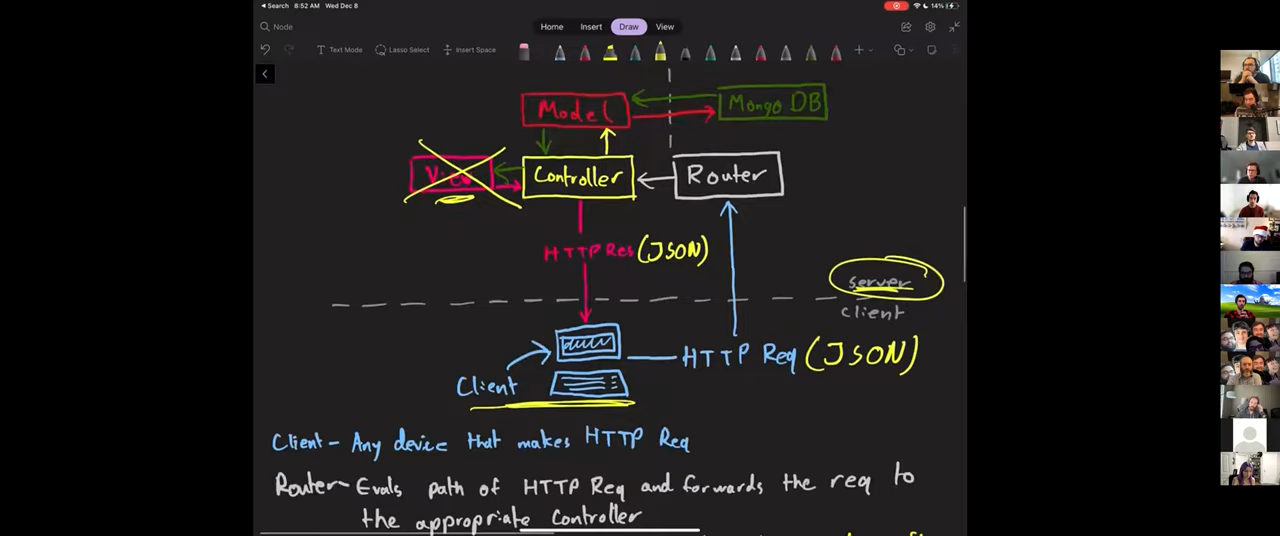 Search 8:52 AM Wed Dec 8
14%
Node
Home Insert Draw View
Text Mode Lasso Select Insert Space
Model
Mongo DB
View
Controller
Router
HTTP Res (JSON)
server
client
HTTP Req (JSON)
Client
Client - Any device that makes HTTP Req
Router - Evals path of HTTP Req and forwards the req to
the appropriate Controller